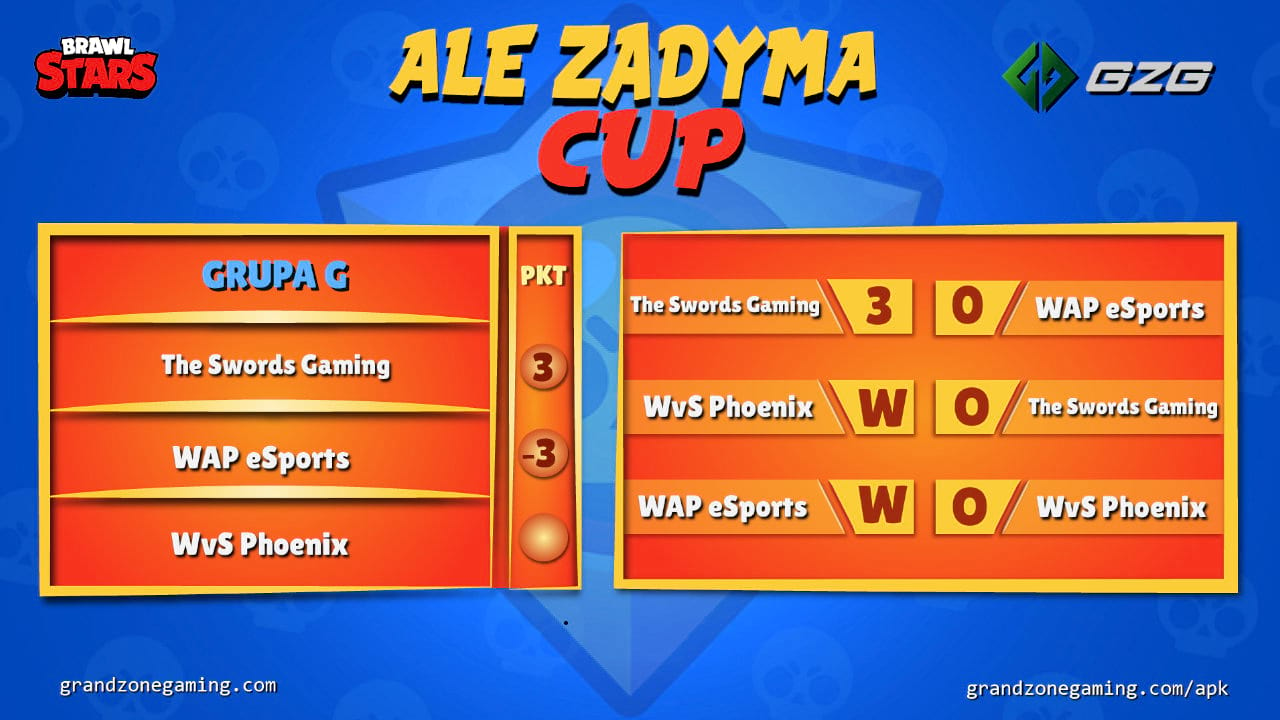 BRAWL
STARS
ALE ZADYMA
CUP
GZG
GRUPA G
PKT
The Swords Gaming
3
WAP eSports
-3
WvS Phoenix
The Swords Gaming 3 0 WAP eSports
WvS Phoenix W O The Swords Gaming
WAP eSports W O WvS Phoenix
grandzonegaming.com
grandzonegaming.com/apk